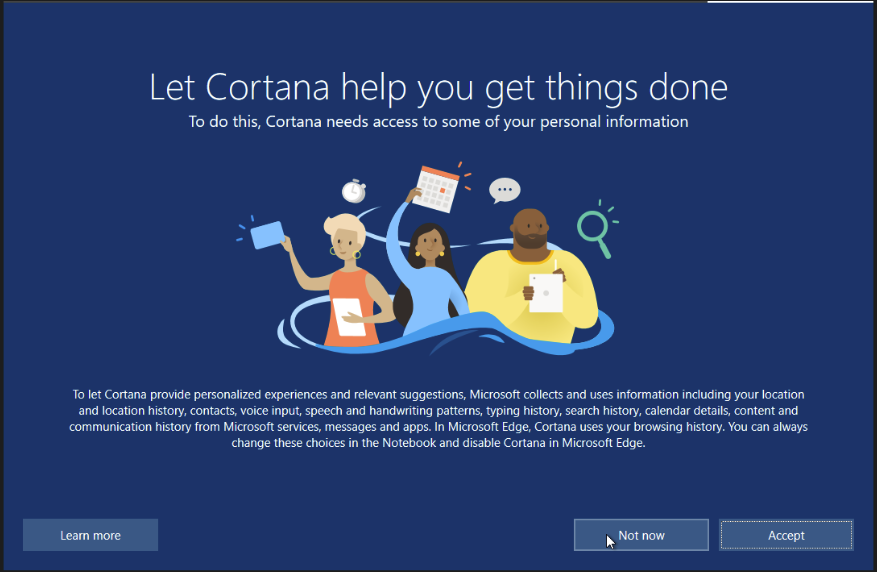 Let Cortana help you get things done
To do this, Cortana needs access to some of your personal information
To let Cortana provide personalized experiences and relevant suggestions, Microsoft collects and uses information including your location
and location history, contacts, voice input, speech and handwriting patterns, typing history, search history, calendar details, content and
communication history from Microsoft services, messages and apps. In Microsoft Edge, Cortana uses your browsing history. You can always
change these choices in the Notebook and disable Cortana in Microsoft Edge.
Learn more
Not now
Accept